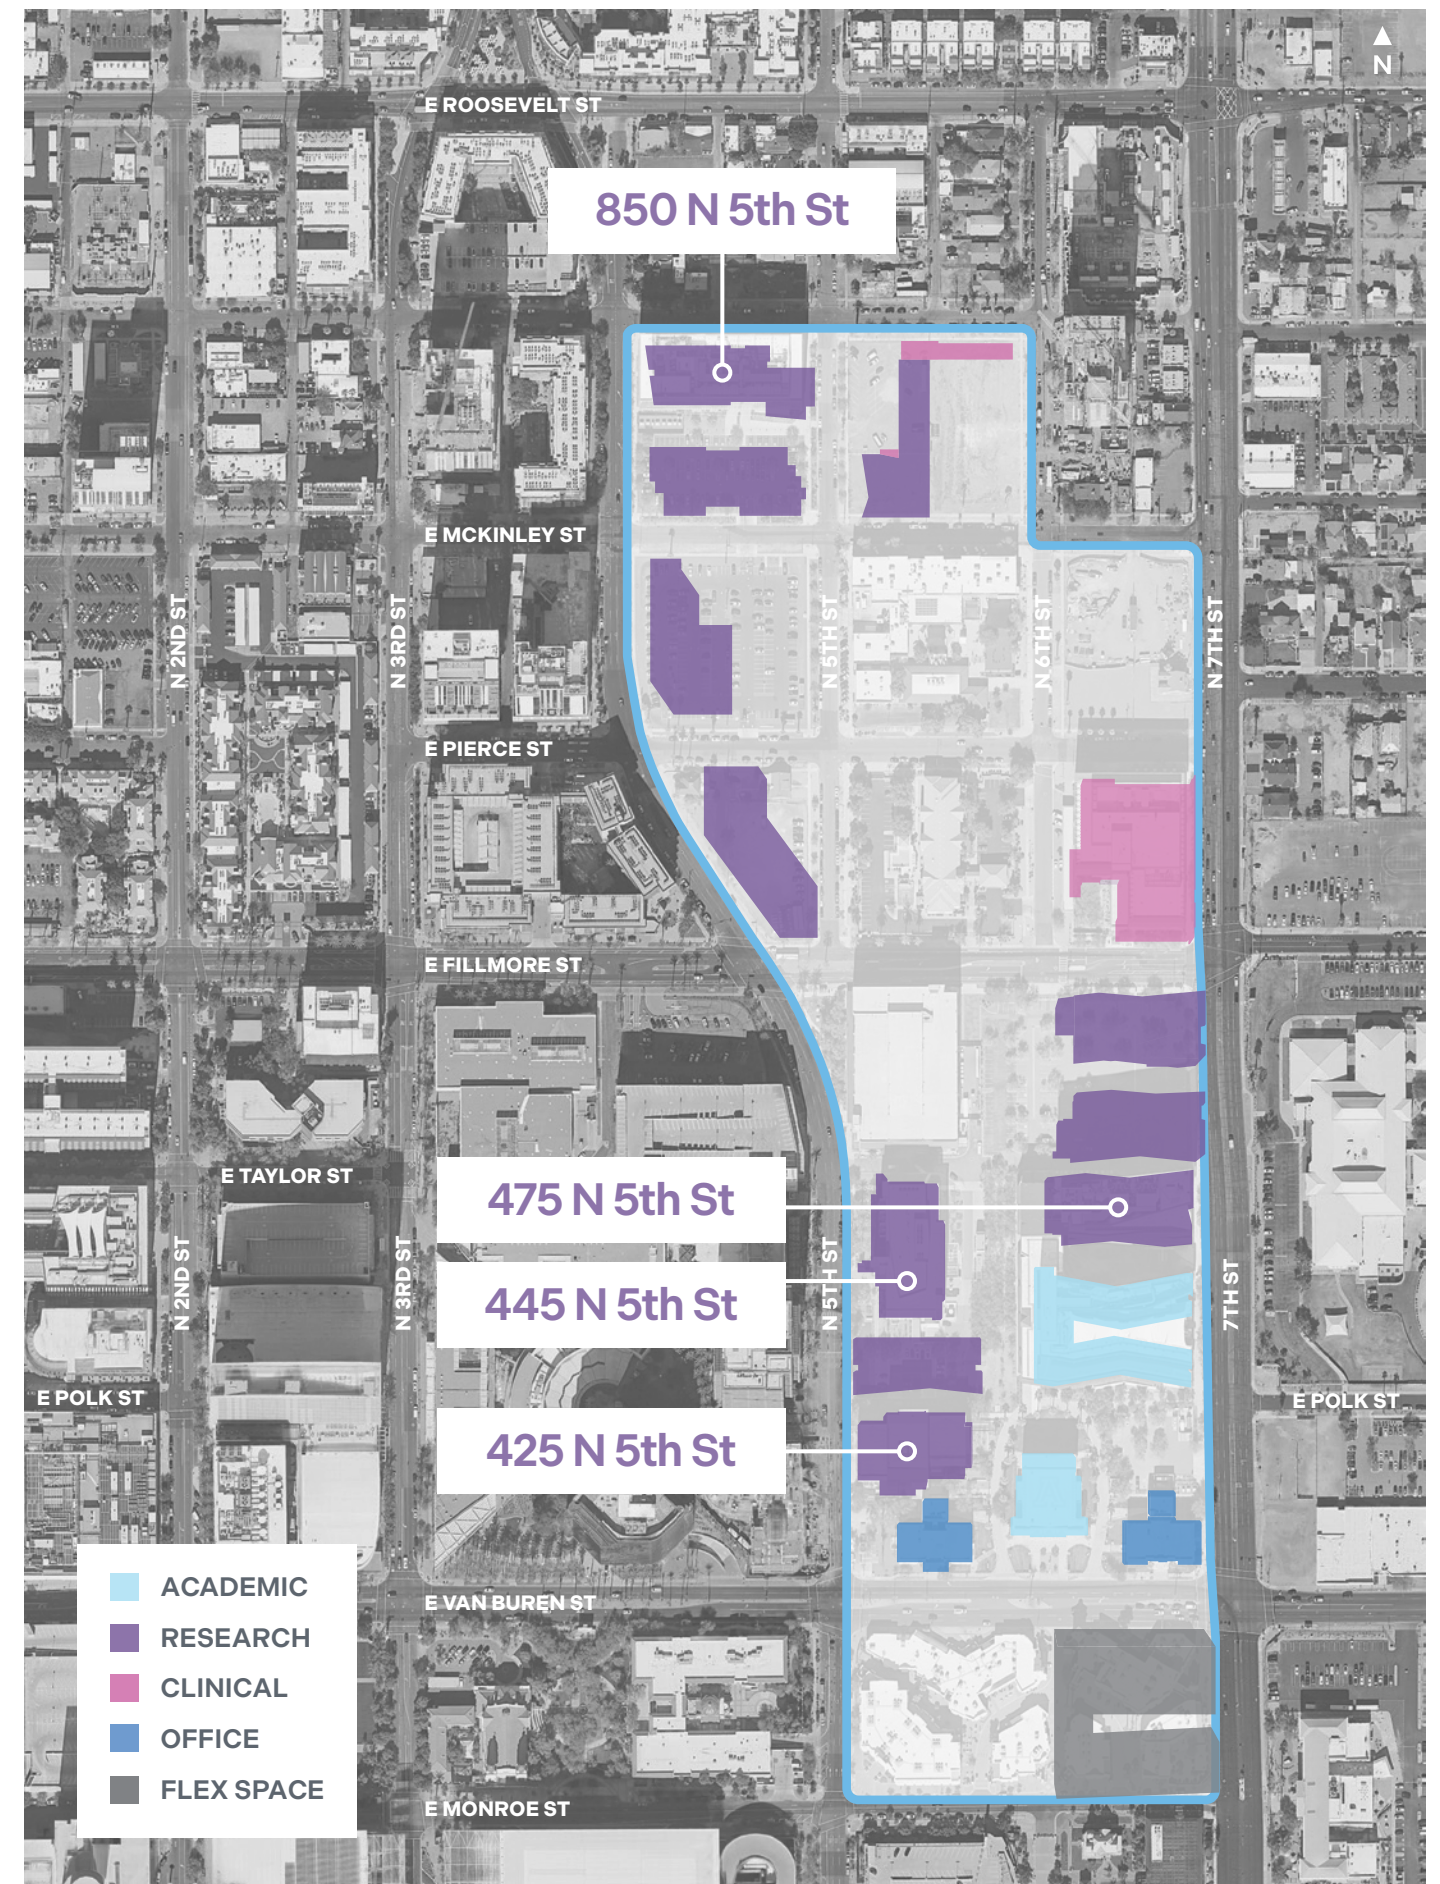 N
E ROOSEVELT ST
850 N 5th St
E MCKINLEY ST
N 2ND ST
N 3RD ST
N 5TH ST
N 6TH ST
N 7TH ST
E PIERCE ST
E FILLMORE ST
E TAYLOR ST
475 N 5th St
N 2ND ST
N 3RD ST
N 5TH ST
7TH ST
445 N 5th St
E POLK ST
E POLK ST
425 N 5th St
ACADEMIC
RESEARCH
CLINICAL
OFFICE
FLEX SPACE
E VAN BUREN ST
E MONROE ST